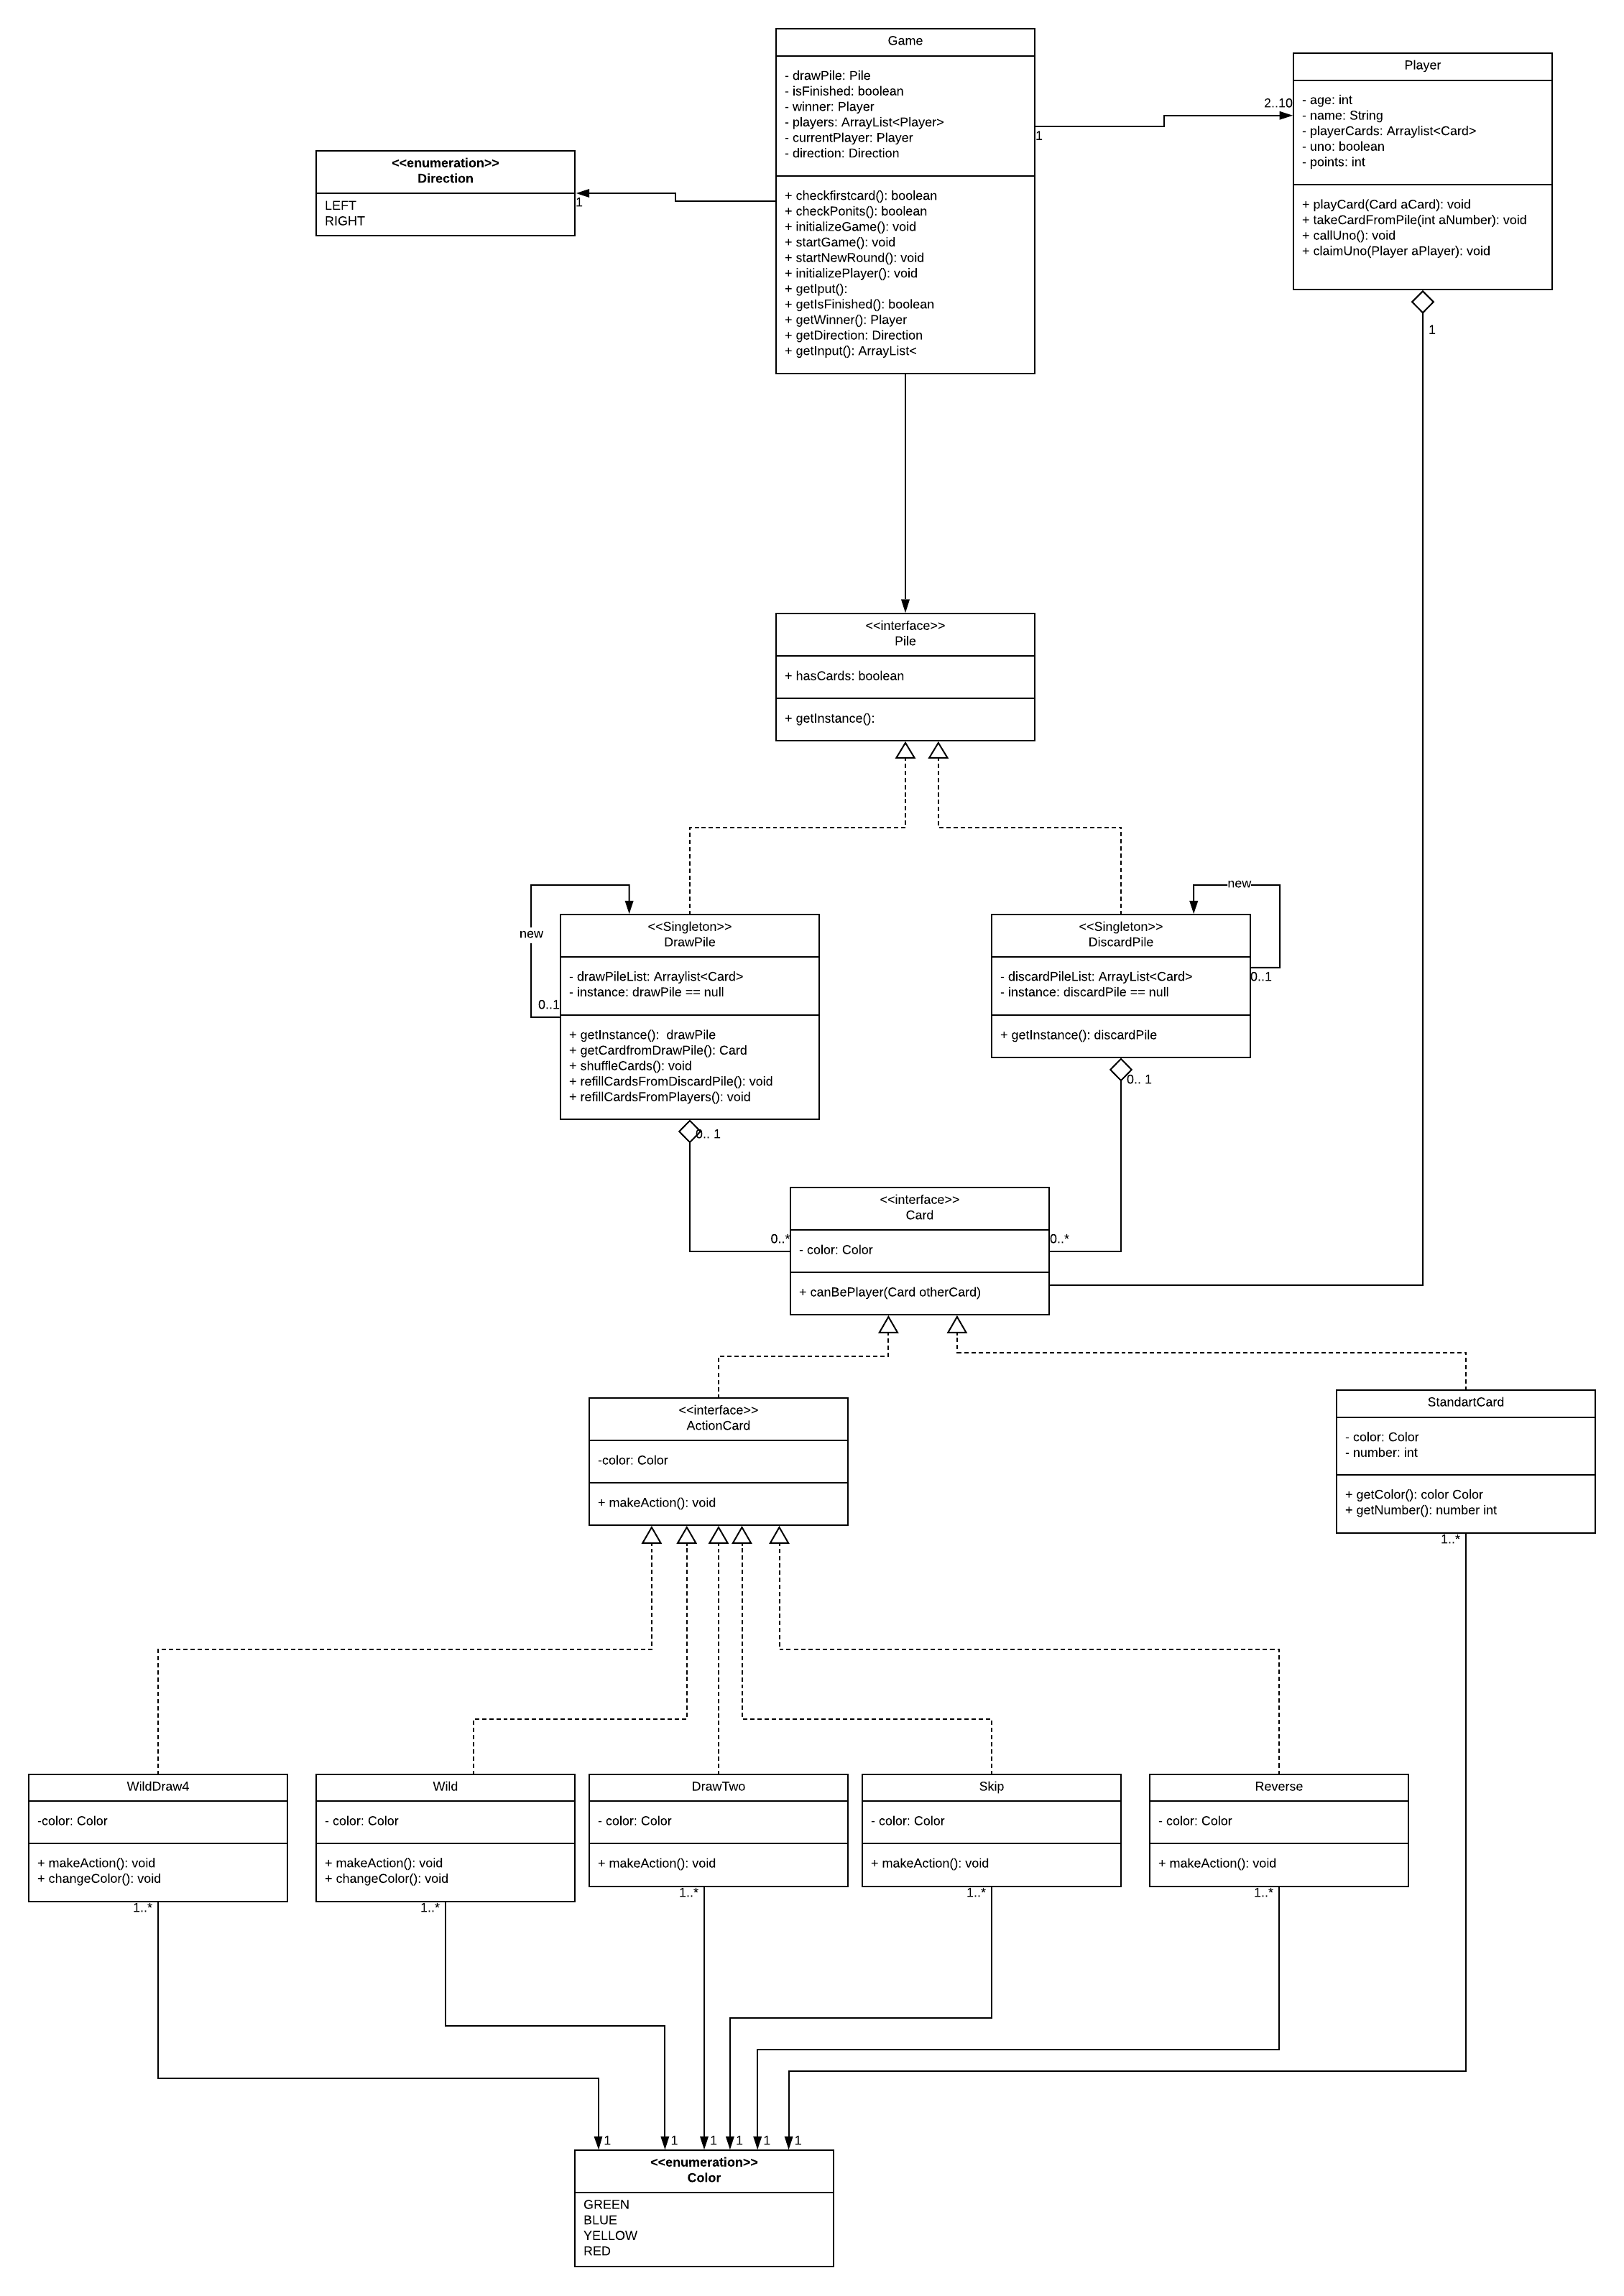 Game
- drawPile: Pile
- isFinished: boolean
- winner: Player
- players: ArrayList<Player>
- currentPlayer: Player
- direction: Direction
+ checkfirstcard(): boolean
+ checkPonits(): boolean
+ initializeGame(): void
+ startGame(): void
+ startNewRound(): void
+ initializePlayer(): void
+ getIput():
+ getIsFinished(): boolean
+ getWinner(): Player
+ getDirection: Direction
+ getInput(): ArrayList<
1
2..10
Player
- age: int
- name: String
- playerCards: Arraylist<Card>
- uno: boolean
- points: int
+ playCard(Card aCard): void
+ takeCardFromPile(int aNumber): void
+ callUno(): void
+ claimUno(Player aPlayer): void
1
<<enumeration>>
Direction
LEFT
RIGHT
1
<<interface>>
Pile
+ hasCards: boolean
+ getInstance():
new
0..1
<<Singleton>>
DrawPile
- drawPileList: Arraylist<Card>
- instance: drawPile == null
+ getInstance():  drawPile
+ getCardfromDrawPile(): Card
+ shuffleCards(): void
+ refillCardsFromDiscardPile(): void
+ refillCardsFromPlayers(): void
0.. 1
new
0..1
<<Singleton>>
DiscardPile
- discardPileList: ArrayList<Card>
- instance: discardPile == null
+ getInstance(): discardPile
0.. 1
0..*
0..*
<<interface>>
Card
- color: Color
+ canBePlayer(Card otherCard)
<<interface>>
ActionCard
-color: Color
+ makeAction(): void
StandartCard
- color: Color
- number: int
+ getColor(): color Color
+ getNumber(): number int
1..*
WildDraw4
-color: Color
+ makeAction(): void
+ changeColor(): void
1..*
Wild
- color: Color
+ makeAction(): void
+ changeColor(): void
1..*
DrawTwo
- color: Color
+ makeAction(): void
1..*
Skip
- color: Color
+ makeAction(): void
1..*
Reverse
- color: Color
+ makeAction(): void
1..*
1
1
1
1
1
1
<<enumeration>>
Color
GREEN
BLUE
YELLOW
RED